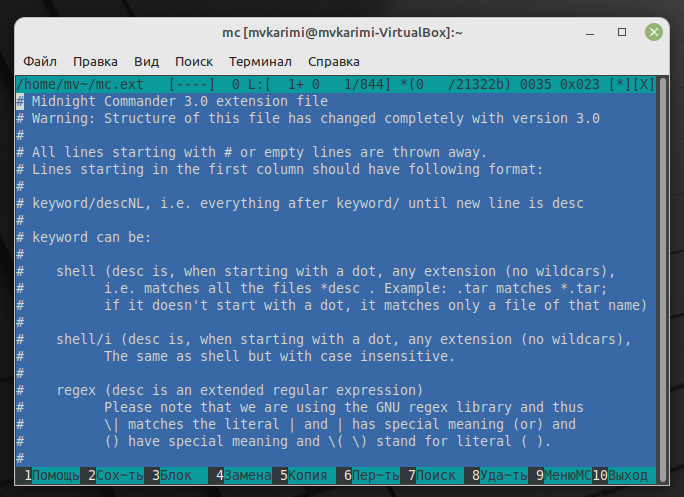 mc [mvkarimi@mvkarimi-VirtualBox]:~
Файл Правка Вид Поиск Терминал Справка
/home/mv~/mc.ext   [----]  0 L:[  1+ 0   1/844] *(0   /21322b) 0035 0x023 [*][X]
# Midnight Commander 3.0 extension file
# Warning: Structure of this file has changed completely with version 3.0
#
# All lines starting with # or empty lines are thrown away.
# Lines starting in the first column should have following format:
#
# keyword/descNL, i.e. everything after keyword/ until new line is desc
#
# keyword can be:
#
#    shell (desc is, when starting with a dot, any extension (no wildcars),
#          i.e. matches all the files *desc . Example: .tar matches *.tar;
#          if it doesn't start with a dot, it matches only a file of that name)
#
#    shell/i (desc is, when starting with a dot, any extension (no wildcars),
#          The same as shell but with case insensitive.
#
#    regex (desc is an extended regular expression)
#          Please note that we are using the GNU regex library and thus
#          \| matches the literal | and | has special meaning (or) and
#          () have special meaning and \( \) stand for literal ( ).
#
1Помощь 2Сох~ть 3Блок 4Замена 5Копия 6Пер~ть 7Поиск 8Уда~ть 9МенюМС 10Выход